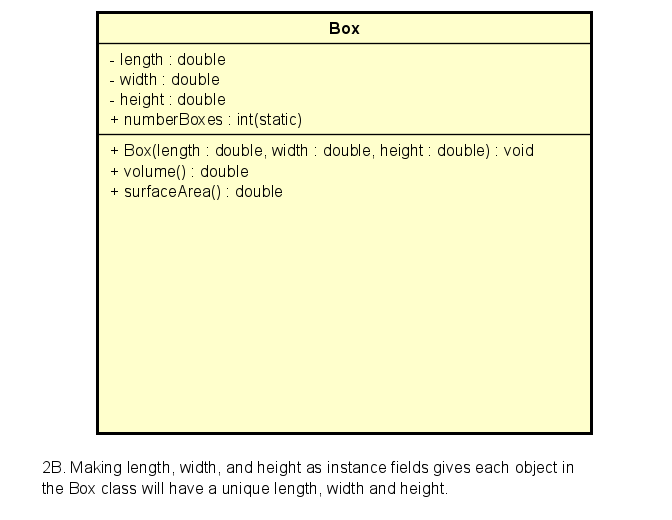 Box
- length : double
- width : double
- height : double
+ numberBoxes : int(static)
+ Box(length : double, width : double, height : double) : void
+ volume() : double
+ surfaceArea() : double
2B. Making length, width, and height as instance fields gives each object in
the Box class will have a unique length, width and height.